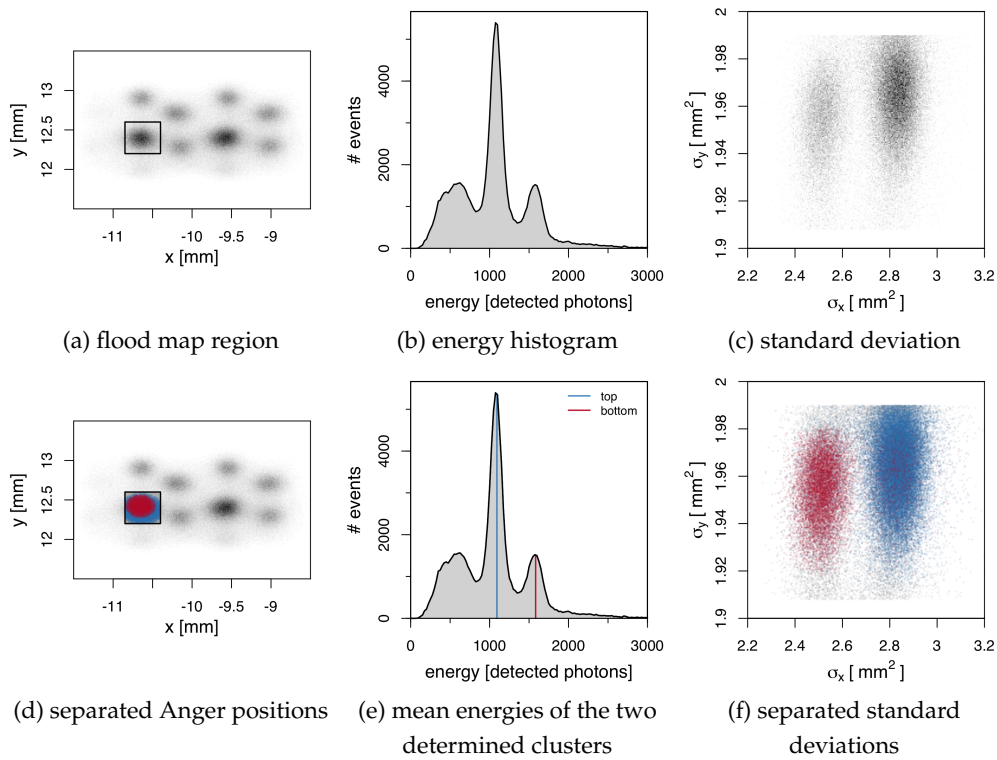 13
12.5
12
y [mm]
-11
-10
-9.5
-9
x [mm]
4000
2000
0
# events
0
1000
2000
3000
energy [detected photons]
2
1.98
1.96
1.94
1.92
1.9
σy [ mm2 ]
2.2
2.4
2.6
2.8
3
3.2
σx [ mm2 ]
(a) flood map region
(b) energy histogram
(c) standard deviation
13
12.5
12
y [mm]
-11
-10
-9.5
-9
x [mm]
top
bottom
4000
2000
0
# events
0
1000
2000
3000
energy [detected photons]
2
1.98
1.96
1.94
1.92
1.9
σy [ mm2 ]
2.2
2.4
2.6
2.8
3
3.2
σx [ mm2 ]
(d) separated Anger positions
(e) mean energies of the two
determined clusters
(f) separated standard
deviations